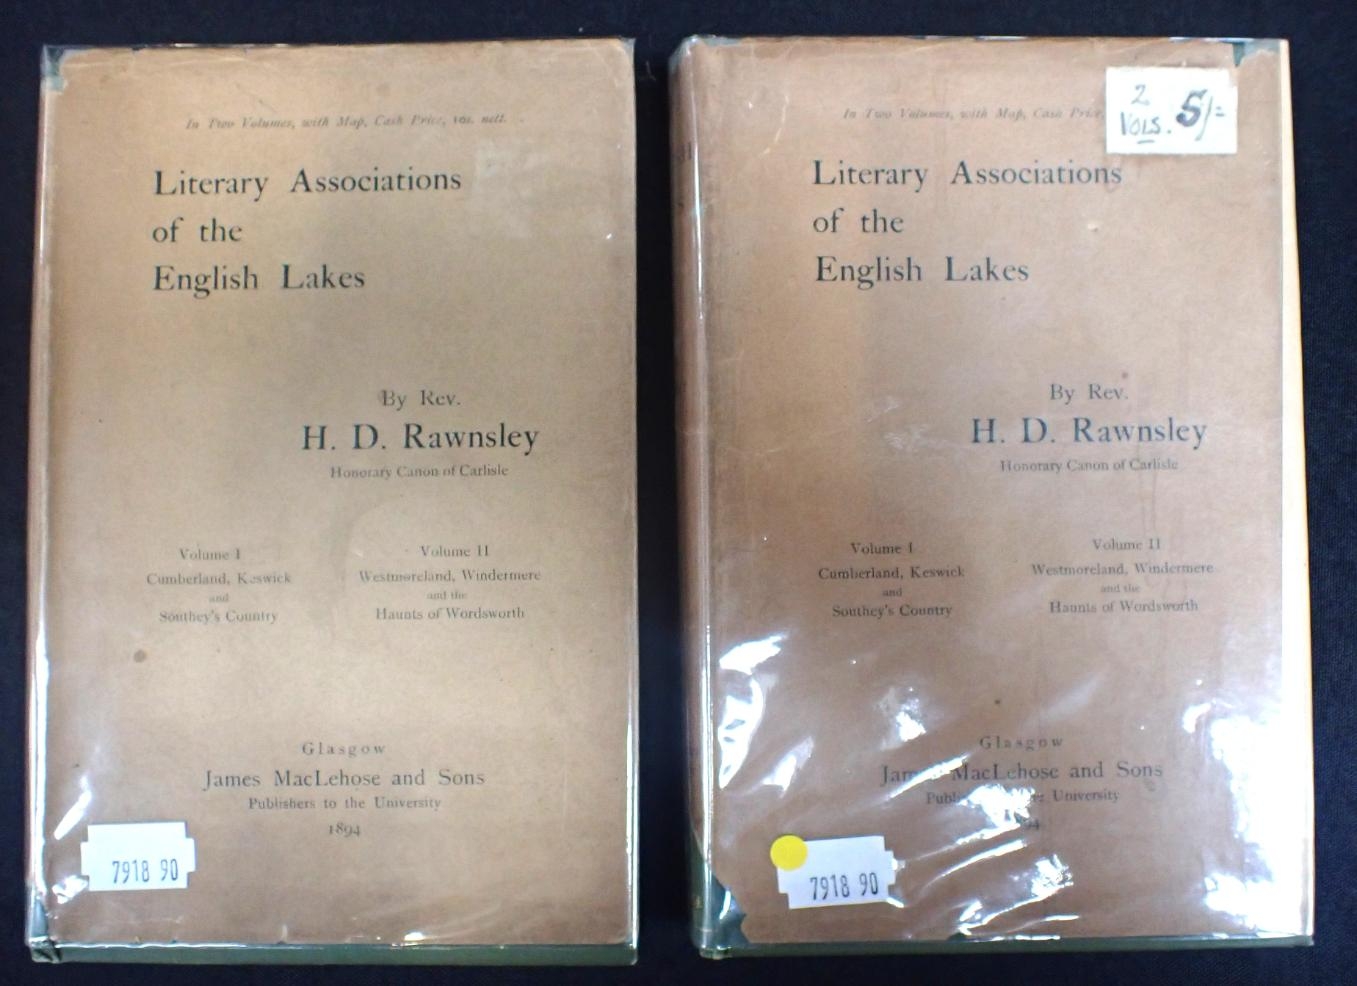 In Two Volumes, with Map, Cash Price, 10s. nett.
Literary Associations
of the
English Lakes
By Rev.
H. D. Rawnsley
Honorary Canon of Carlisle
Volume I
Cumberland, Keswick
and
Southey's Country
Volume II
Westmoreland, Windermere
and the
Haunts of Wordsworth
Glasgow
James MacLehose and Sons
Publishers to the University
1894
7918 90
In Two Volumes, with Map, Cash Price,
2
VOLS. 5/=
Literary Associations
of the
English Lakes
By Rev.
H. D. Rawnsley
Honorary Canon of Carlisle
Volume I
Cumberland, Keswick
and
Southey's Country
Volume II
Westmoreland, Windermere
and the
Haunts of Wordsworth
Glasgow
James MacLehose and Sons
Publishers to the University
7918 90